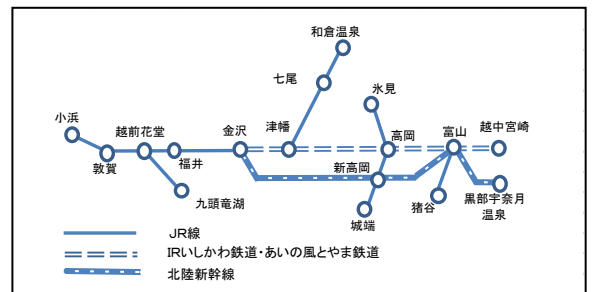 和倉温泉
七尾
氷見
小浜
越前花堂
金沢
津幡
高岡
富山
越中宮崎
敦賀
福井
新高岡
九頭竜湖
城端
猪谷
黒部宇奈月
温泉
JR線
IRいしかわ鉄道・あいの風とやま鉄道
北陸新幹線